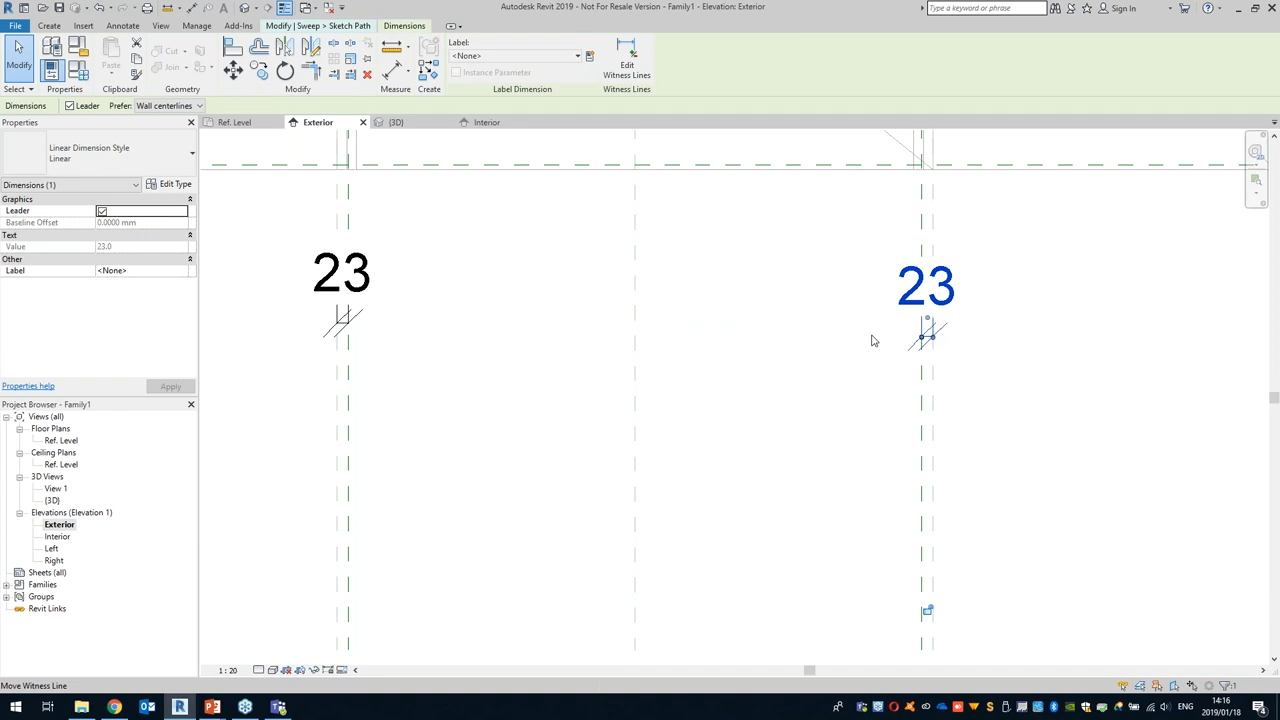 Autodesk Revit 2019 - Not For Resale Version - Family1 - Elevation: Exterior
Type a keyword or phrase
Sign In
File
Create
Insert
Annotate
View
Manage
Add-Ins
Modify | Sweep > Sketch Path
Dimensions
Modify
Paste
Cut
Join
Label:
<None>
Instance Parameter
Edit
Witness Lines
Select
Properties
Clipboard
Geometry
Modify
Measure
Create
Label Dimension
Witness Lines
Dimensions
Leader
Prefer:
Wall centerlines
Properties
Ref. Level
Exterior
{3D}
Interior
Linear Dimension Style
Linear
Dimensions (1)
Edit Type
Graphics
Leader
Baseline Offset
0.0000 mm
Text
Value
23.0
Other
Label
<None>
23
23
Properties help
Apply
Project Browser - Family1
Views (all)
Floor Plans
Ref. Level
Ceiling Plans
Ref. Level
3D Views
View 1
{3D}
Elevations (Elevation 1)
Exterior
Interior
Left
Right
Sheets (all)
Families
Groups
Revit Links
1 : 20
Move Witness Line
:1
ENG
14:16
2019/01/18
4